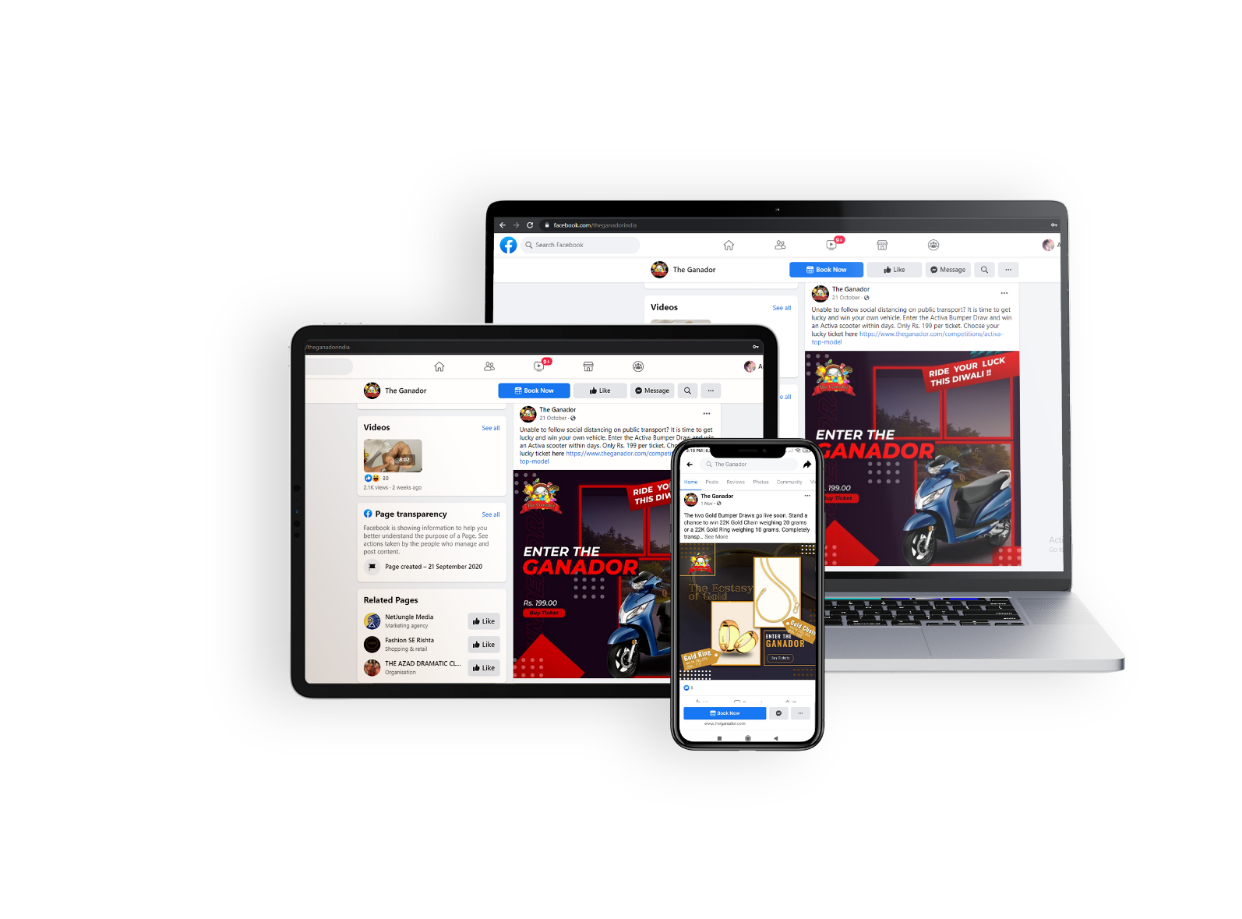 facebook.com/theganadorindia
Search Facebook
9+
A
The Ganador
Book Now
Like
Message
Videos
See all
The Ganador
21 October ·
Unable to follow social distancing on public transport? It is time to get
lucky and win your own vehicle. Enter the Activa Bumper Draw and win
an Activa scooter within days. Only Rs. 199 per ticket. Choose your
lucky ticket here https://www.theganador.com/competitions/activa-
top-model
e all
RIDE YOUR LUCK
THIS DIWALI !!
ENTER THE
GANADOR
. 199.00
Buy Ticket
/theganadorindia
9+
A
The Ganador
Book Now
Like
Message
Videos
See all
8:02
20
2.1K views · 3 weeks ago
Page transparency
See all
Facebook is showing information to help you
better understand the purpose of a Page. See
actions taken by the people who manage and
post content.
Page created – 21 September 2020
Related Pages
NetJungle Media
Marketing agency
Like
Fashion SE Rishta
Shopping & retail
Like
THE AZAD DRAMATIC CL...
Organisation
Like
The Ganador
21 October ·
Unable to follow social distancing on public transport? It is time to get
lucky and win your own vehicle. Enter the Activa Bumper Draw and win
an Activa scooter within days. Only Rs. 199 per ticket. Cho
lucky ticket here https://www.theganador.com/competi
top-model
RIDE YO
THIS DIW
ENTER THE
GANADOR
Rs. 199.00
Buy Ticket
The Ganador
Home
Posts
Reviews
Photos
Community
The Ganador
1 Nov ·
The two Gold Bumper Draws go live soon. Stand a
chance to win 22K Gold Chain weighing 20 grams
or a 22K Gold Ring weighing 10 grams. Completely
transp... See More
The Ecstasy
of Gold
Gold Chain
Gold Ring
ENTER THE
GANADOR
Buy Tickets
8
Book Now
www.theganador.com